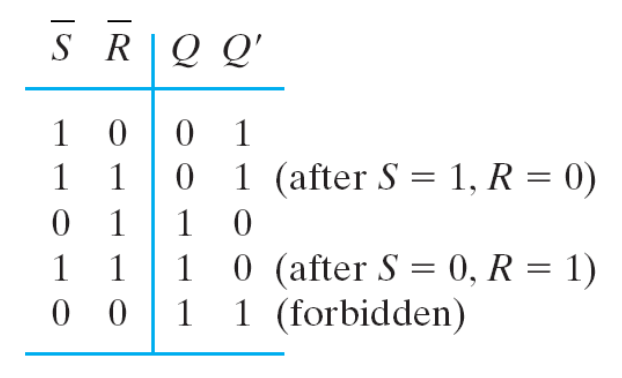 S̅ R̅ Q Q′
1 0 0 1
1 1 0 1 (after S = 1, R = 0)
0 1 1 0
1 1 1 0 (after S = 0, R = 1)
0 0 1 1 (forbidden)